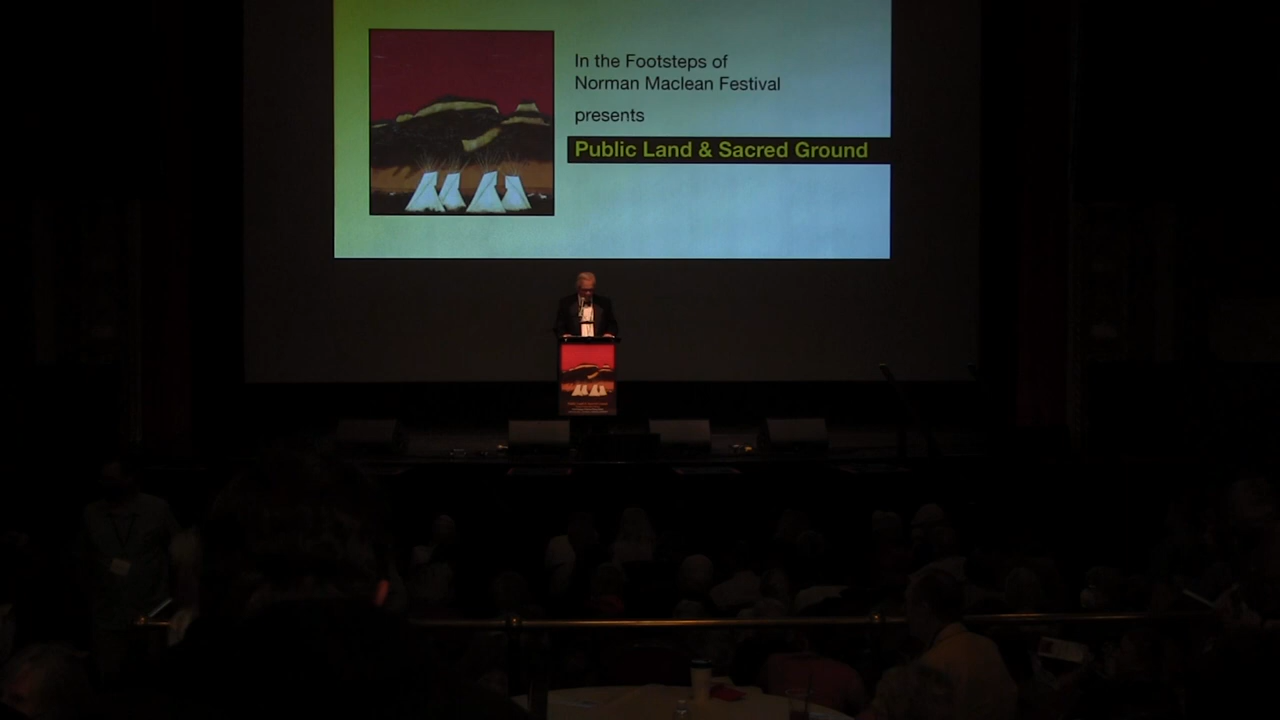 In the Footsteps of
Norman Maclean Festival
presents
Public Land & Sacred Ground